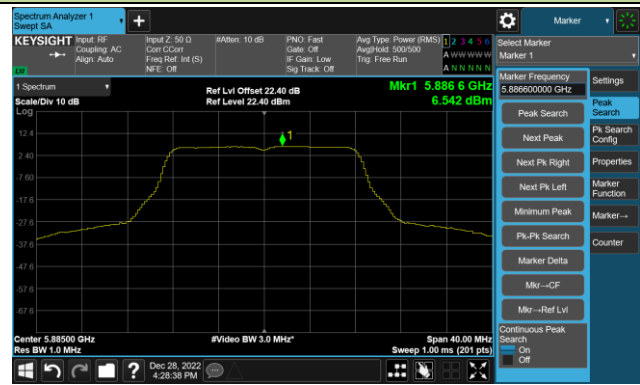 Spectrum Analyzer 1
Swept SA
Marker
KEYSIGHT
Input: RF
Coupling: AC
Align: Auto
Input Z: 50 Ω
Corr CCorr
Freq Ref: Int (S)
NFE: Off
#Atten: 10 dB
PNO: Fast
Gate: Off
IF Gain: Low
Sig Track: Off
Avg Type: Power (RMS)
Avg|Hold: 500/500
Trig: Free Run
1 2 3 4 5 6
A W W W W W
A N N N N N
Select Marker
Marker 1
LW
1 Spectrum
Scale/Div 10 dB
Log
Ref Lvl Offset 22.40 dB
Ref Level 22.40 dBm
Mkr1 5.886 6 GHz
6.542 dBm
12.4
2.40
-7.60
-17.6
-27.6
-37.6
-47.6
-57.6
-67.6
1
Center 5.88500 GHz
Res BW 1.0 MHz
#Video BW 3.0 MHz*
Span 40.00 MHz
Sweep 1.00 ms (201 pts)
Marker Frequency
5.886600000 GHz
Peak Search
Next Peak
Next Pk Right
Next Pk Left
Minimum Peak
Pk-Pk Search
Marker Delta
Mkr→CF
Mkr→Ref Lvl
Continuous Peak
Search
On
Off
Settings
Peak
Search
Pk Search
Config
Properties
Marker
Function
Marker→
Counter
?
Dec 28, 2022
4:28:38 PM